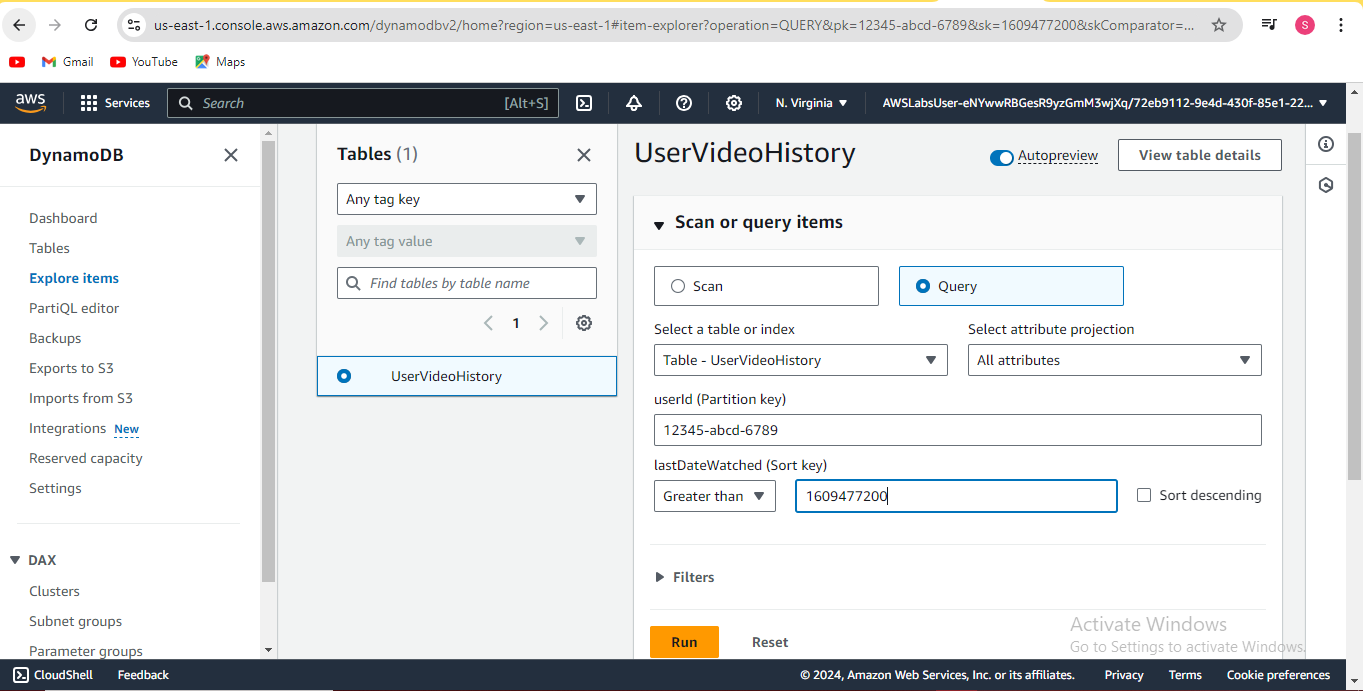 us-east-1.console.aws.amazon.com/dynamodbv2/home?region=us-east-1#item-explorer?operation=QUERY&pk=12345-abcd-6789&sk=1609477200&skComparator=...
S
Gmail
YouTube
Maps
aws
Services
Search
[Alt+S]
N. Virginia
AWSLabsUser-eNYwwRBGesR9yzGmM3wjXq/72eb9112-9e4d-430f-85e1-22...
DynamoDB
Dashboard
Tables
Explore items
PartiQL editor
Backups
Exports to S3
Imports from S3
Integrations New
Reserved capacity
Settings
DAX
Clusters
Subnet groups
Parameter groups
Tables (1)
Any tag key
Any tag value
Find tables by table name
1
UserVideoHistory
UserVideoHistory
Autopreview
View table details
Scan or query items
Scan
Query
Select a table or index
Table - UserVideoHistory
Select attribute projection
All attributes
userId (Partition key)
12345-abcd-6789
lastDateWatched (Sort key)
Greater than
1609477200
Sort descending
Filters
Run
Reset
Activate Windows
Go to Settings to activate Windows.
CloudShell
Feedback
© 2024, Amazon Web Services, Inc. or its affiliates.
Privacy
Terms
Cookie preferences